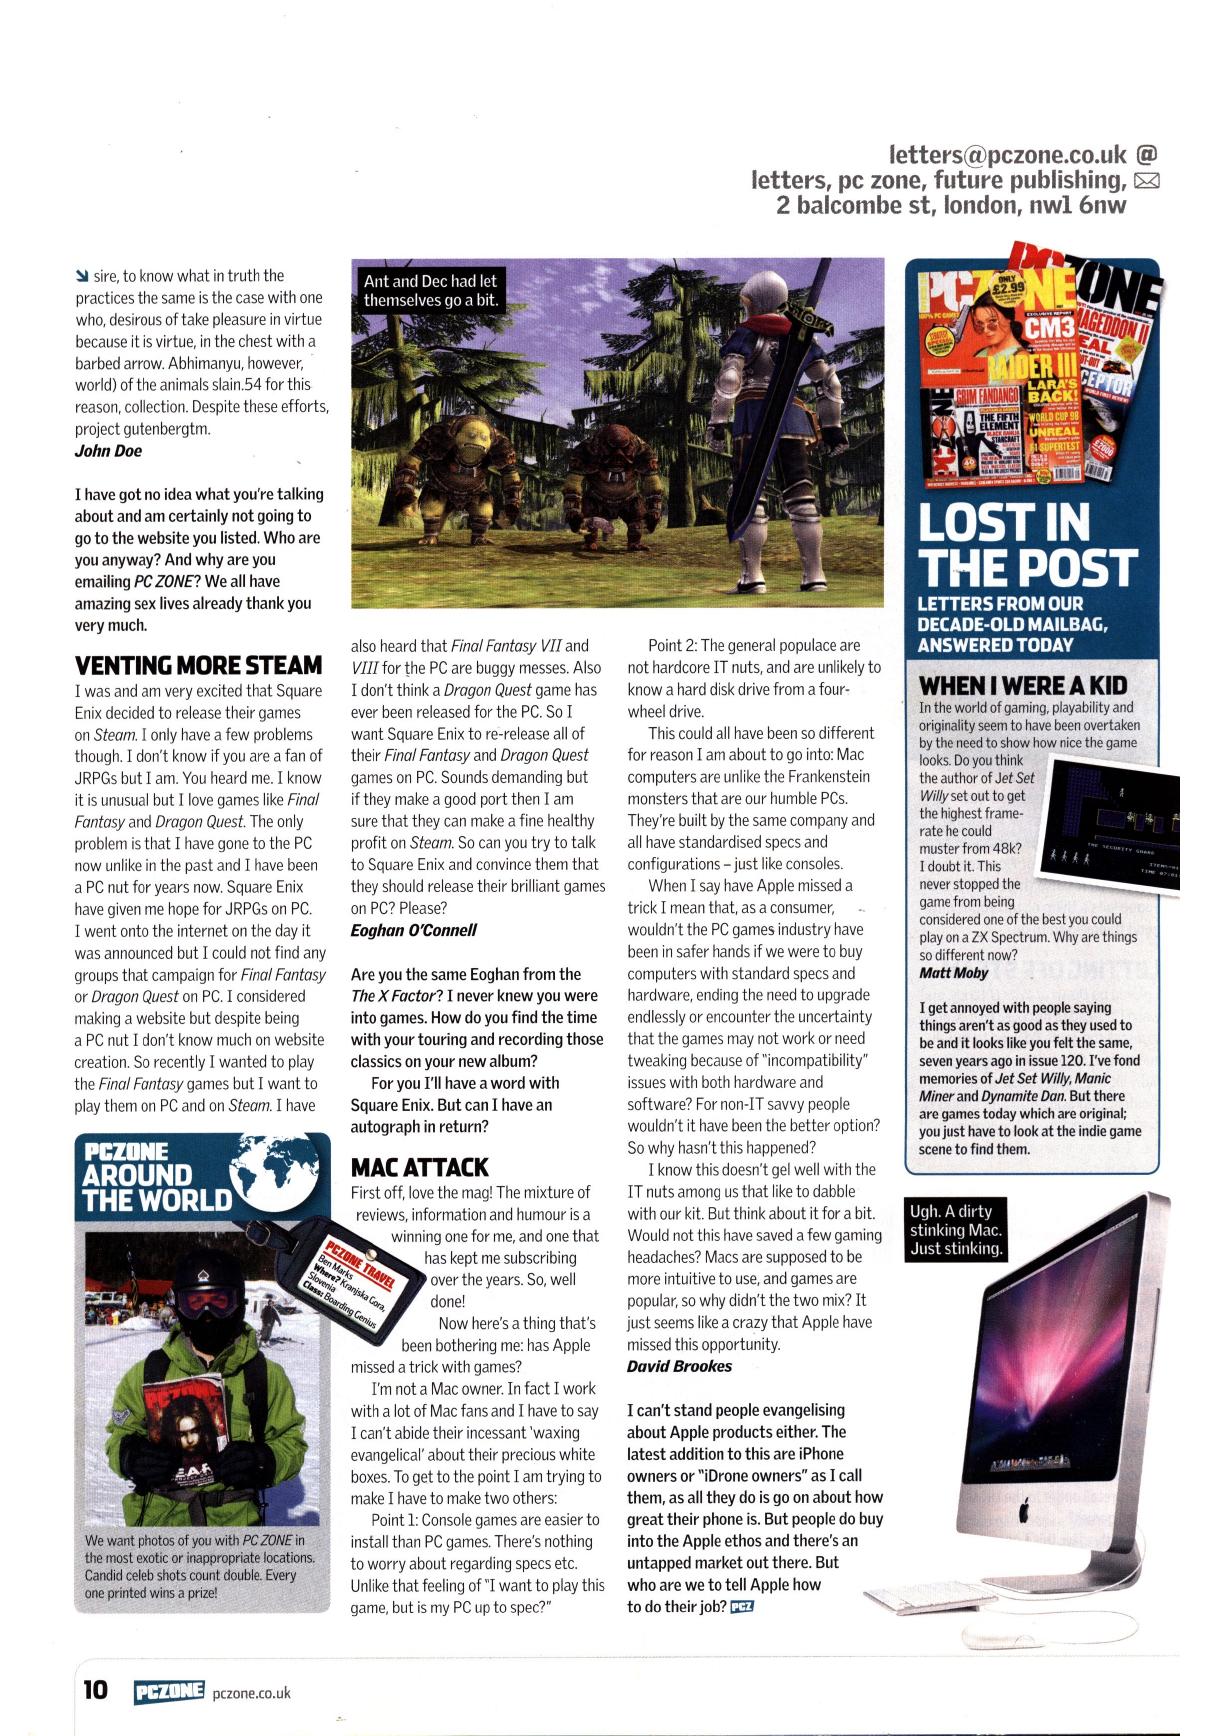 letters@pczone.co.uk @
letters, pc zone, future publishing,
2 balcombe st, london, nw1 6nw
sire, to know what in truth the
practices the same is the case with one
who, desirous of take pleasure in virtue
because it is virtue, in the chest with a
barbed arrow. Abhimanyu, however,
world) of the animals slain.54 for this
reason, collection. Despite these efforts,
project gutenbergtm.
John Doe
I have got no idea what you're talking
about and am certainly not going to
go to the website you listed. Who are
you anyway? And why are you
emailing PC ZONE? We all have
amazing sex lives already thank you
very much.
VENTING MORE STEAM
I was and am very excited that Square
Enix decided to release their games
on Steam. I only have a few problems
though. I don't know if you are a fan of
JRPGs but I am. You heard me. I know
it is unusual but I love games like Final
Fantasy and Dragon Quest. The only
problem is that I have gone to the PC
now unlike in the past and I have been
a PC nut for years now. Square Enix
have given me hope for JRPGs on PC.
I went onto the internet on the day it
was announced but I could not find any
groups that campaign for Final Fantasy
or Dragon Quest on PC. I considered
making a website but despite being
a PC nut I don't know much on website
creation. So recently I wanted to play
the Final Fantasy games but I want to
play them on PC and on Steam. I have
PCZONE
AROUND
THE WORLD
PCZONE TRAVEL
Ben Marks
Where? Kranjska Gora,
Slovenia
Class: Boarding Genius
PCZONE
We want photos of you with PC ZONE in
the most exotic or inappropriate locations.
Candid celeb shots count double. Every
one printed wins a prize!
Ant and Dec had let
themselves go a bit.
also heard that Final Fantasy VII and
VIII for the PC are buggy messes. Also
I don't think a Dragon Quest game has
ever been released for the PC. So I
want Square Enix to re-release all of
their Final Fantasy and Dragon Quest
games on PC. Sounds demanding but
if they make a good port then I am
sure that they can make a fine healthy
profit on Steam. So can you try to talk
to Square Enix and convince them that
they should release their brilliant games
on PC? Please?
Eoghan O'Connell
Are you the same Eoghan from the
The X Factor? I never knew you were
into games. How do you find the time
with your touring and recording those
classics on your new album?
For you I'll have a word with
Square Enix. But can I have an
autograph in return?
MAC ATTACK
First off, love the mag! The mixture of
reviews, information and humour is a
winning one for me, and one that
has kept me subscribing
over the years. So, well
done!
Now here's a thing that's
been bothering me: has Apple
missed a trick with games?
I'm not a Mac owner. In fact I work
with a lot of Mac fans and I have to say
I can't abide their incessant 'waxing
evangelical' about their precious white
boxes. To get to the point I am trying to
make I have to make two others:
Point 1: Console games are easier to
install than PC games. There's nothing
to worry about regarding specs etc.
Unlike that feeling of "I want to play this
game, but is my PC up to spec?"
Point 2: The general populace are
not hardcore IT nuts, and are unlikely to
know a hard disk drive from a four-
wheel drive.
This could all have been so different
for reason I am about to go into: Mac
computers are unlike the Frankenstein
monsters that are our humble PCs.
They're built by the same company and
all have standardised specs and
configurations – just like consoles.
When I say have Apple missed a
trick I mean that, as a consumer,
wouldn't the PC games industry have
been in safer hands if we were to buy
computers with standard specs and
hardware, ending the need to upgrade
endlessly or encounter the uncertainty
that the games may not work or need
tweaking because of "incompatibility"
issues with both hardware and
software? For non-IT savvy people
wouldn't it have been the better option?
So why hasn't this happened?
I know this doesn't gel well with the
IT nuts among us that like to dabble
with our kit. But think about it for a bit.
Would not this have saved a few gaming
headaches? Macs are supposed to be
more intuitive to use, and games are
popular, so why didn't the two mix? It
just seems like a crazy that Apple have
missed this opportunity.
David Brookes
I can't stand people evangelising
about Apple products either. The
latest addition to this are iPhone
owners or "iDrone owners" as I call
them, as all they do is go on about how
great their phone is. But people do buy
into the Apple ethos and there's an
untapped market out there. But
who are we to tell Apple how
to do their job? PCZ
PCZONE
ONLY
£2.99
EXCLUSIVE REPORT
CM3
RAIDER III
LARA'S
BACK!
GRIM FANDANGO
THE FIFTH
ELEMENT
STARCRAFT
WORLD CUP 98
UNREAL
F1 SUPERTEST
LOST IN
THE POST
LETTERS FROM OUR
DECADE-OLD MAILBAG,
ANSWERED TODAY
WHEN I WERE A KID
In the world of gaming, playability and
originality seem to have been overtaken
by the need to show how nice the game
looks. Do you think
the author of Jet Set
Willy set out to get
the highest frame-
rate he could
muster from 48k?
I doubt it. This
never stopped the
game from being
considered one of the best you could
play on a ZX Spectrum. Why are things
so different now?
Matt Moby
THE SECURITY GUARD
I get annoyed with people saying
things aren't as good as they used to
be and it looks like you felt the same,
seven years ago in issue 120. I've fond
memories of Jet Set Willy, Manic
Miner and Dynamite Dan. But there
are games today which are original;
you just have to look at the indie game
scene to find them.
Ugh. A dirty
stinking Mac.
Just stinking.
10 PCZONE pczone.co.uk